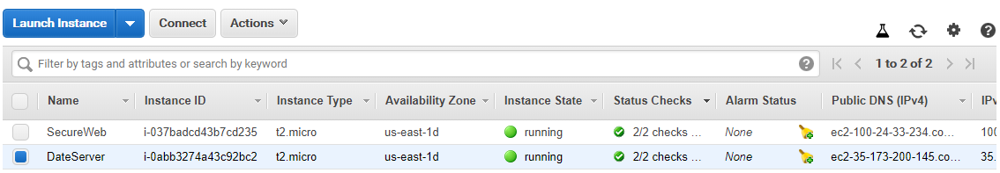 Launch Instance Connect Actions
Filter by tags and attributes or search by keyword 1 to 2 of 2
Name Instance ID Instance Type Availability Zone Instance State Status Checks Alarm Status Public DNS (IPv4) IPv
SecureWeb i-037badcd43b7cd235 t2.micro us-east-1d running 2/2 checks ... None ec2-100-24-33-234.co... 100
DateServer i-0abb3274a43c92bc2 t2.micro us-east-1d running 2/2 checks ... None ec2-35-173-200-145.co... 35.